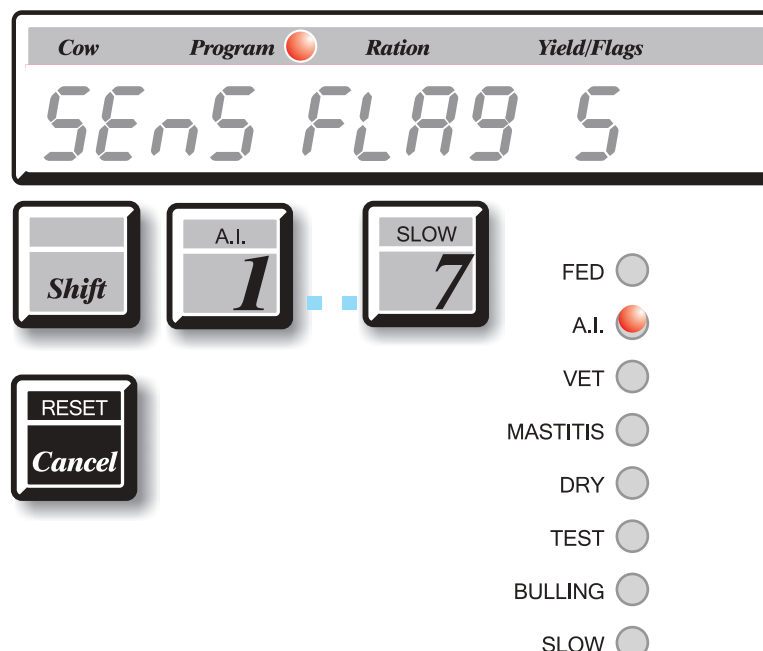 Cow Program Ration Yield/Flags
SEnS FLAg S
Shift
A.I.
1
SLOW
7
RESET
Cancel
FED
A.I.
VET
MASTITIS
DRY
TEST
BULLING
SLOW